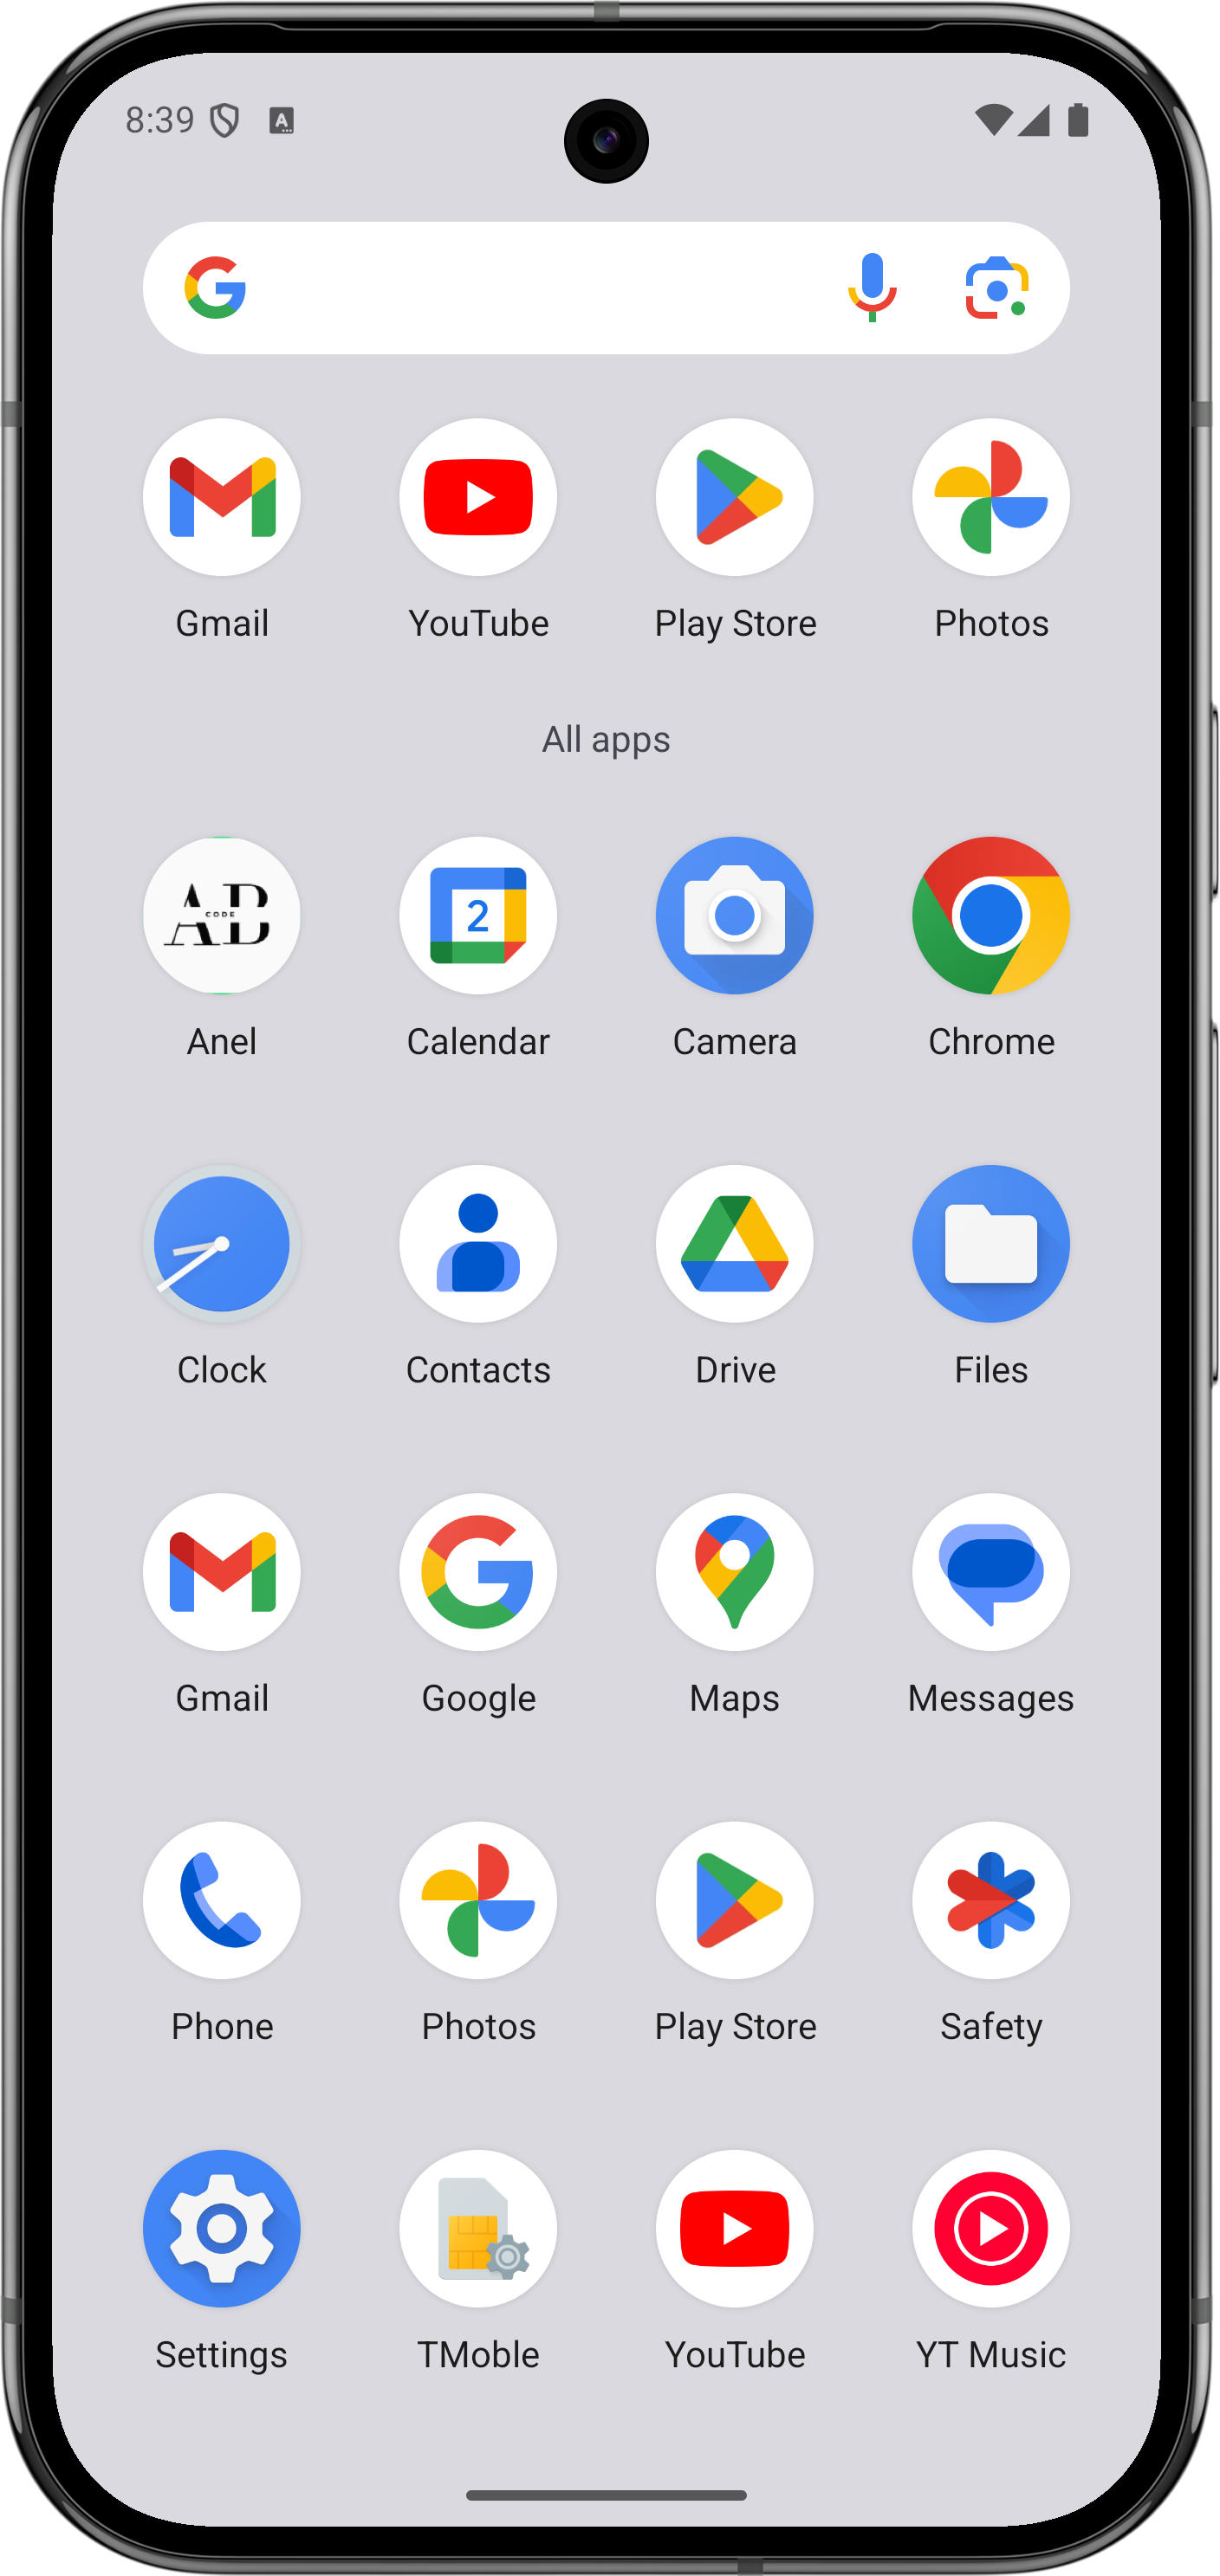 8:39 A
Gmail YouTube Play Store Photos
All apps
AB
CODE
2
Anel Calendar Camera Chrome
Clock Contacts Drive Files
Gmail Google Maps Messages
Phone Photos Play Store Safety
Settings TMoble YouTube YT Music